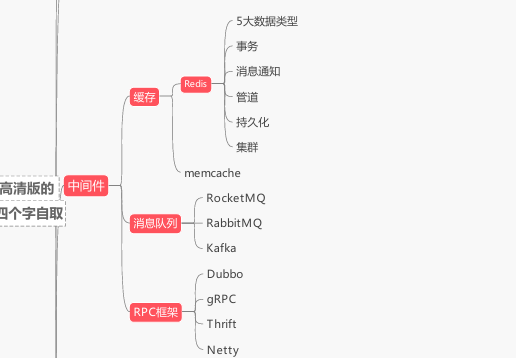 5大数据类型
事务
消息通知
Redis
管道
缓存
持久化
集群
memcache
高清版的
中间件
四个字自取
RocketMQ
消息队列
RabbitMQ
Kafka
Dubbo
gRPC
RPC框架
Thrift
Netty